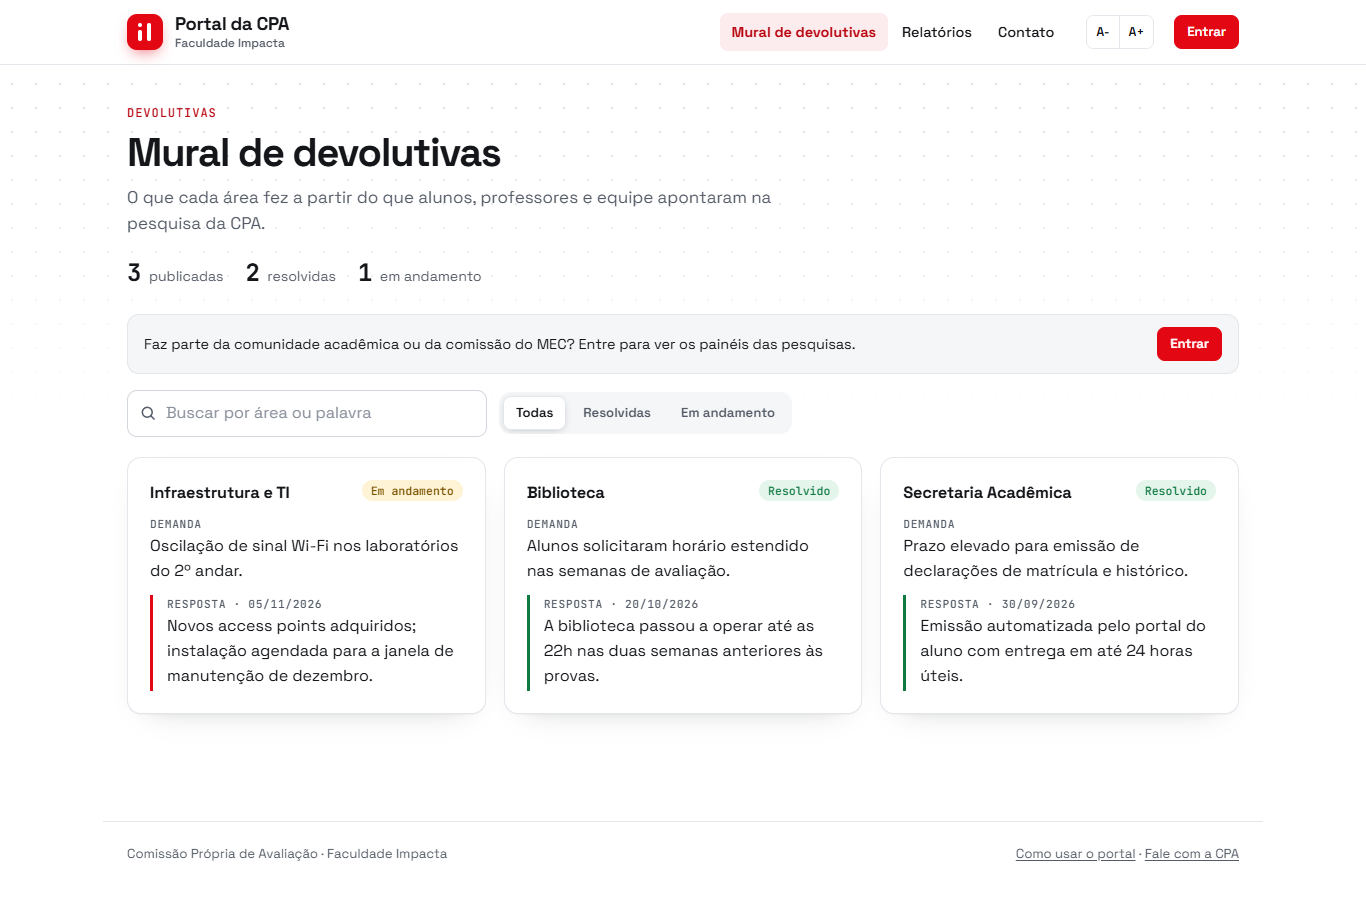 Portal da CPA
Faculdade Impacta
Mural de devolutivas
Relatórios
Contato
A-
A+
Entrar
DEVOLUTIVAS
Mural de devolutivas
O que cada área fez a partir do que alunos, professores e equipe apontaram na
pesquisa da CPA.
3 publicadas
2 resolvidas
1 em andamento
Faz parte da comunidade acadêmica ou da comissão do MEC? Entre para ver os painéis das pesquisas.
Entrar
Buscar por área ou palavra
Todas
Resolvidas
Em andamento
Infraestrutura e TI
Em andamento
DEMANDA
Oscilação de sinal Wi-Fi nos laboratórios
do 2º andar.
RESPOSTA · 05/11/2026
Novos access points adquiridos;
instalação agendada para a janela de
manutenção de dezembro.
Biblioteca
Resolvido
DEMANDA
Alunos solicitaram horário estendido
nas semanas de avaliação.
RESPOSTA · 20/10/2026
A biblioteca passou a operar até as
22h nas duas semanas anteriores às
provas.
Secretaria Acadêmica
Resolvido
DEMANDA
Prazo elevado para emissão de
declarações de matrícula e histórico.
RESPOSTA · 30/09/2026
Emissão automatizada pelo portal do
aluno com entrega em até 24 horas
úteis.
Comissão Própria de Avaliação · Faculdade Impacta
Como usar o portal · Fale com a CPA